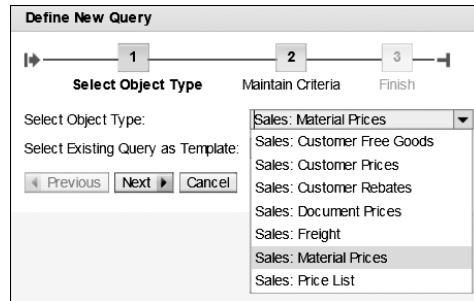 Define New Query
1 2 3
Select Object Type Maintain Criteria Finish
Select Object Type: Sales: Material Prices
Select Existing Query as Template: Sales: Customer Free Goods
Sales: Customer Prices
Previous Next Cancel Sales: Customer Rebates
Sales: Document Prices
Sales: Freight
Sales: Material Prices
Sales: Price List